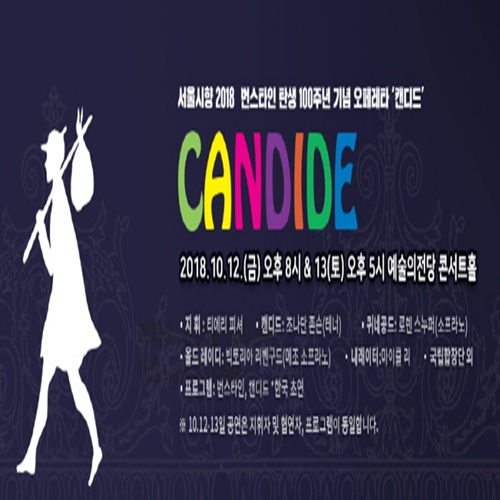 서울시향 2018 번스타인 탄생 100주년 기념 오페레타 '캔디드'
CANDIDE
2018.10.12.(금) 오후 8시 & 13(토) 오후 5시 예술의전당 콘서트홀
• 지 휘 : 티에리 피셔 • 캔디드: 조나단 존슨(테너) • 퀴네공드: 로렌 스누퍼(소프라노)
• 올드 레이디: 빅토리아 리벤구드(메조 소프라노) • 내레이터:마이클 리 • 국립합창단 외
• 프로그램: 번스타인, 캔디드 *한국 초연
※ 10.12-13일 공연은 지휘자 및 협연자, 프로그램이 동일합니다.